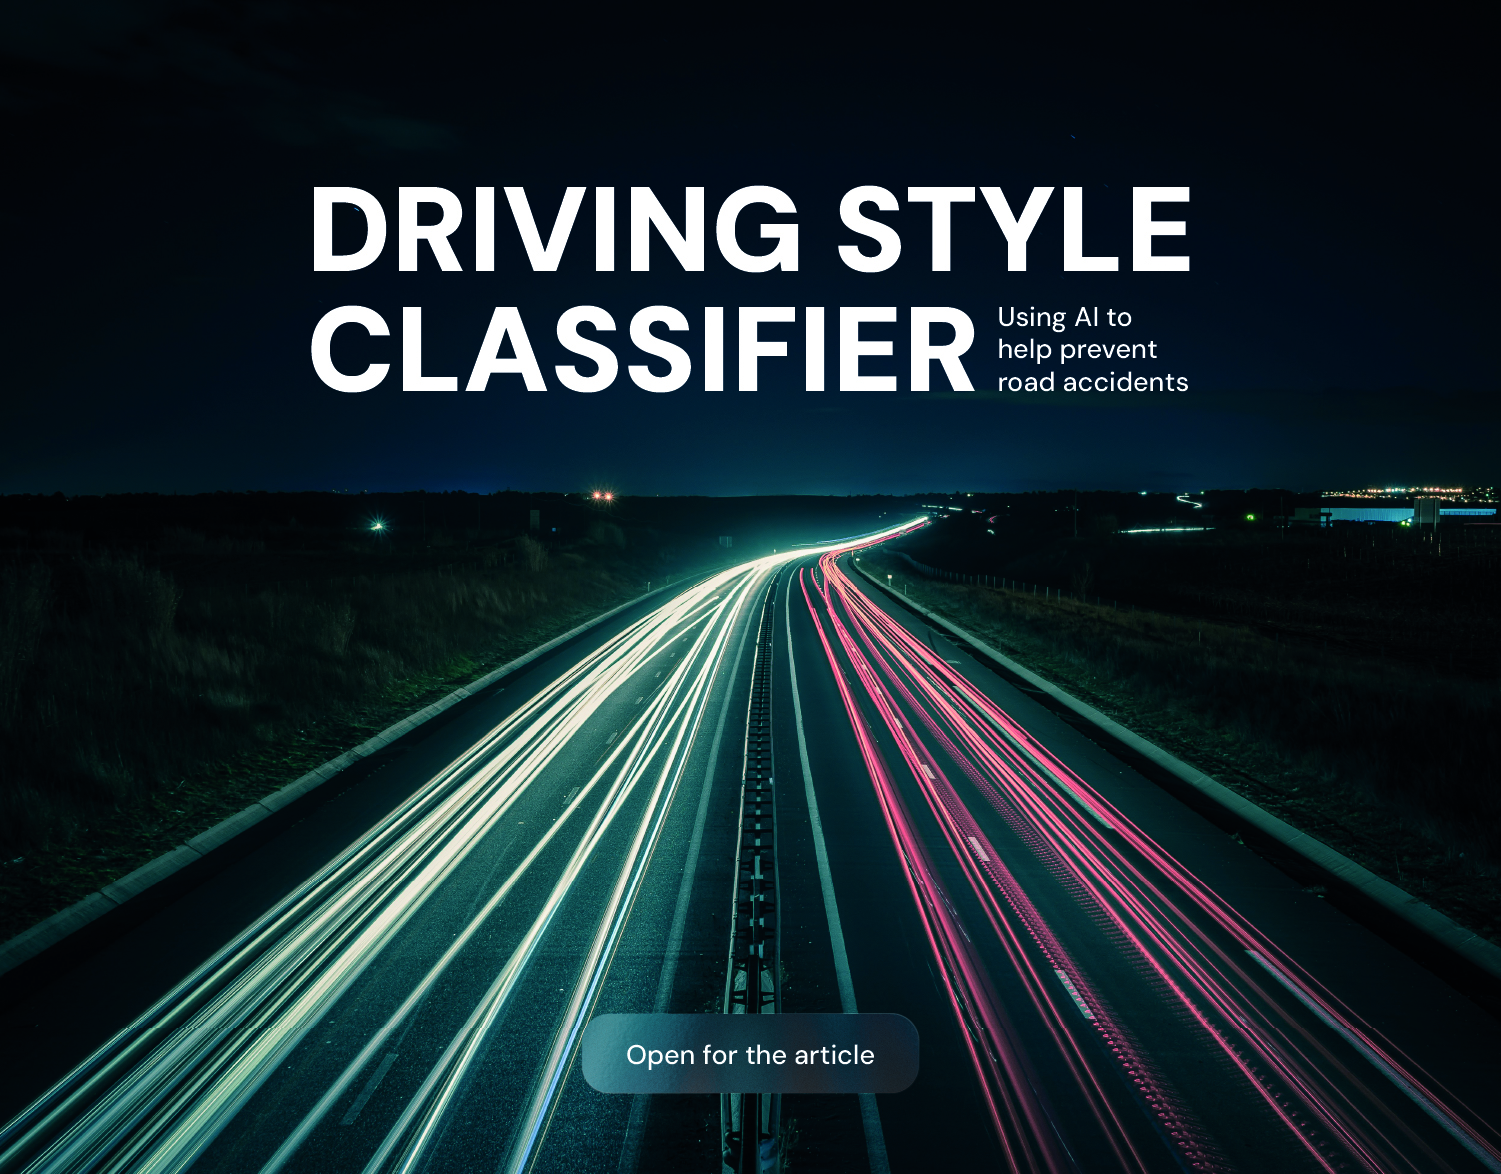 DRIVING STYLE
CLASSIFIER
Using AI to
help prevent
road accidents
Open for the article